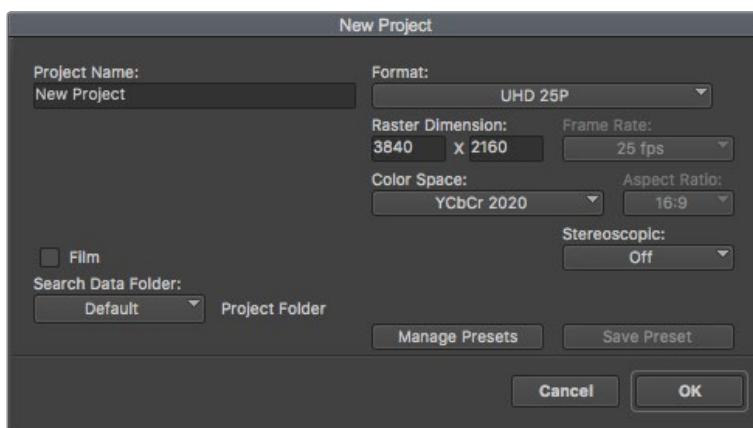 New Project
Project Name:
New Project
Format:
UHD 25P
Raster Dimension:
3840 X 2160
Frame Rate:
25 fps
Color Space:
YCbCr 2020
Aspect Ratio:
16:9
Stereoscopic:
Off
Film
Search Data Folder:
Default
Project Folder
Manage Presets
Save Preset
Cancel
OK